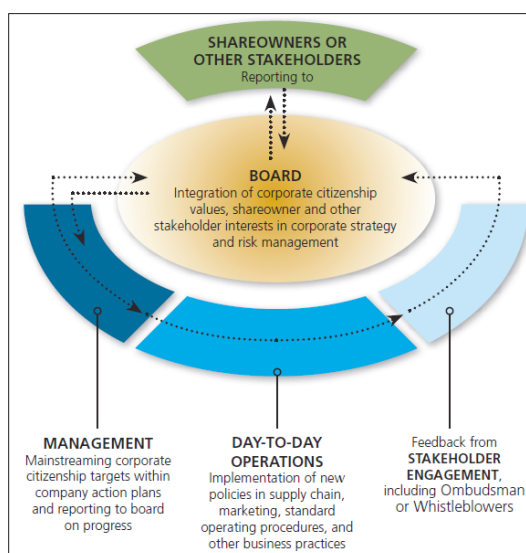 SHAREOWNERS OR
OTHER STAKEHOLDERS
Reporting to
BOARD
Integration of corporate citizenship
values, shareowner and other
stakeholder interests in corporate strategy
and risk management
MANAGEMENT
Mainstreaming corporate
citizenship targets within
company action plans
and reporting to board
on progress
DAY-TO-DAY
OPERATIONS
Implementation of new
policies in supply chain,
marketing, standard
operating procedures, and
other business practices
Feedback from
STAKEHOLDER
ENGAGEMENT,
including Ombudsman
or Whistleblowers